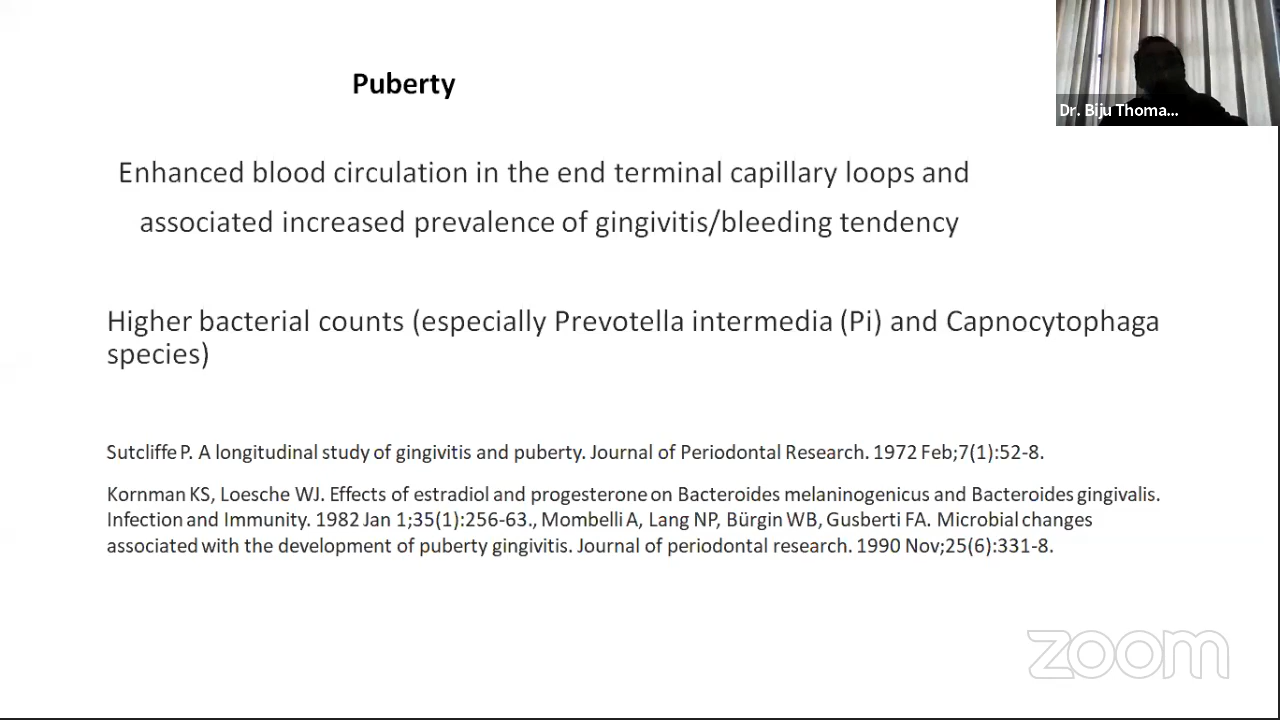 Puberty
Dr. Biju Thoma...
Enhanced blood circulation in the end terminal capillary loops and
associated increased prevalence of gingivitis/bleeding tendency
Higher bacterial counts (especially Prevotella intermedia (Pi) and Capnocytophaga
species)
Sutcliffe P. A longitudinal study of gingivitis and puberty. Journal of Periodontal Research. 1972 Feb;7(1):52-8.
Kornman KS, Loesche WJ. Effects of estradiol and progesterone on Bacteroides melaninogenicus and Bacteroides gingivalis.
Infection and Immunity. 1982 Jan 1;35(1):256-63., Mombelli A, Lang NP, Bürgin WB, Gusberti FA. Microbial changes
associated with the development of puberty gingivitis. Journal of periodontal research. 1990 Nov;25(6):331-8.
zoom